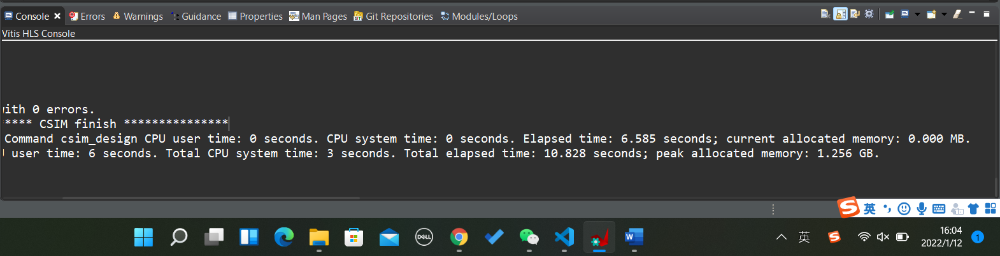 Console Errors Warnings Guidance Properties Man Pages Git Repositories Modules/Loops
Vitis HLS Console
with 0 errors.
**** CSIM finish ***************
Command csim_design CPU user time: 0 seconds. CPU system time: 0 seconds. Elapsed time: 6.585 seconds; current allocated memory: 0.000 MB.
user time: 6 seconds. Total CPU system time: 3 seconds. Total elapsed time: 10.828 seconds; peak allocated memory: 1.256 GB.
S 英
DELL
W
英 S
16:04
2022/1/12
1